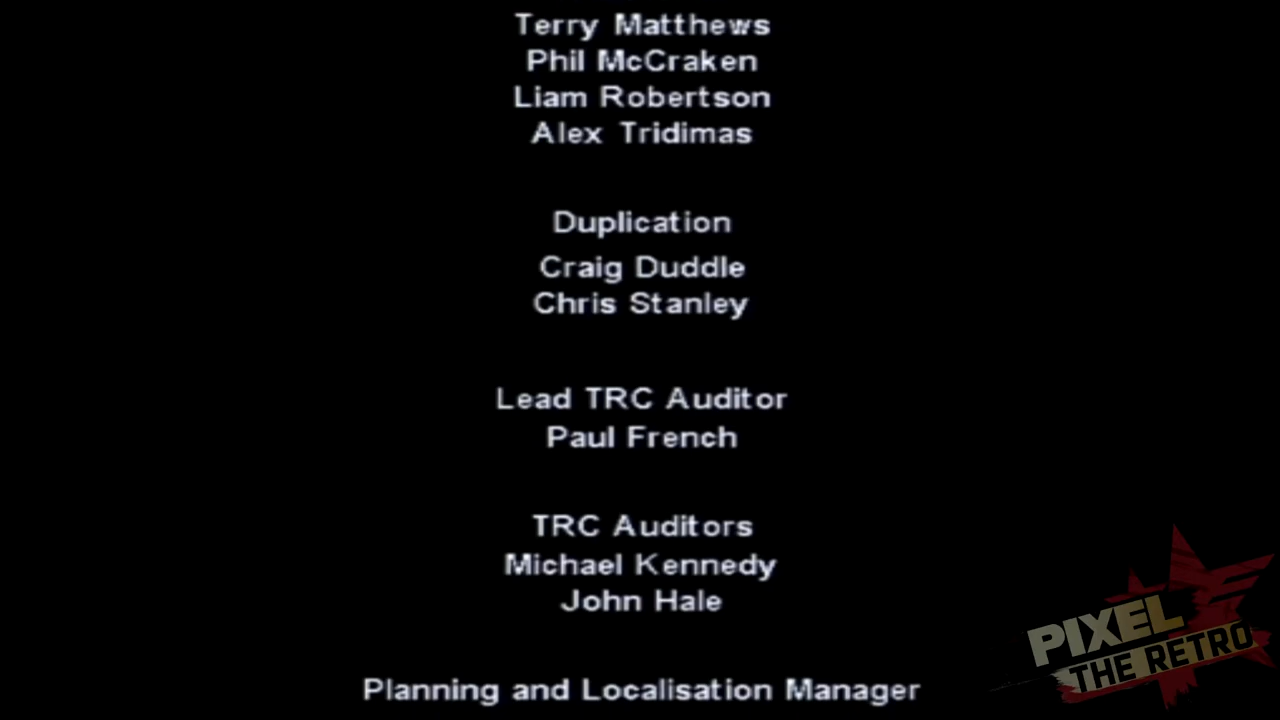 Terry Matthews
Phil McCraken
Liam Robertson
Alex Tridimas
Duplication
Craig Duddle
Chris Stanley
Lead TRC Auditor
Paul French
TRC Auditors
Michael Kennedy
John Hale
Planning and Localisation Manager
PIXEL
THE RETRO